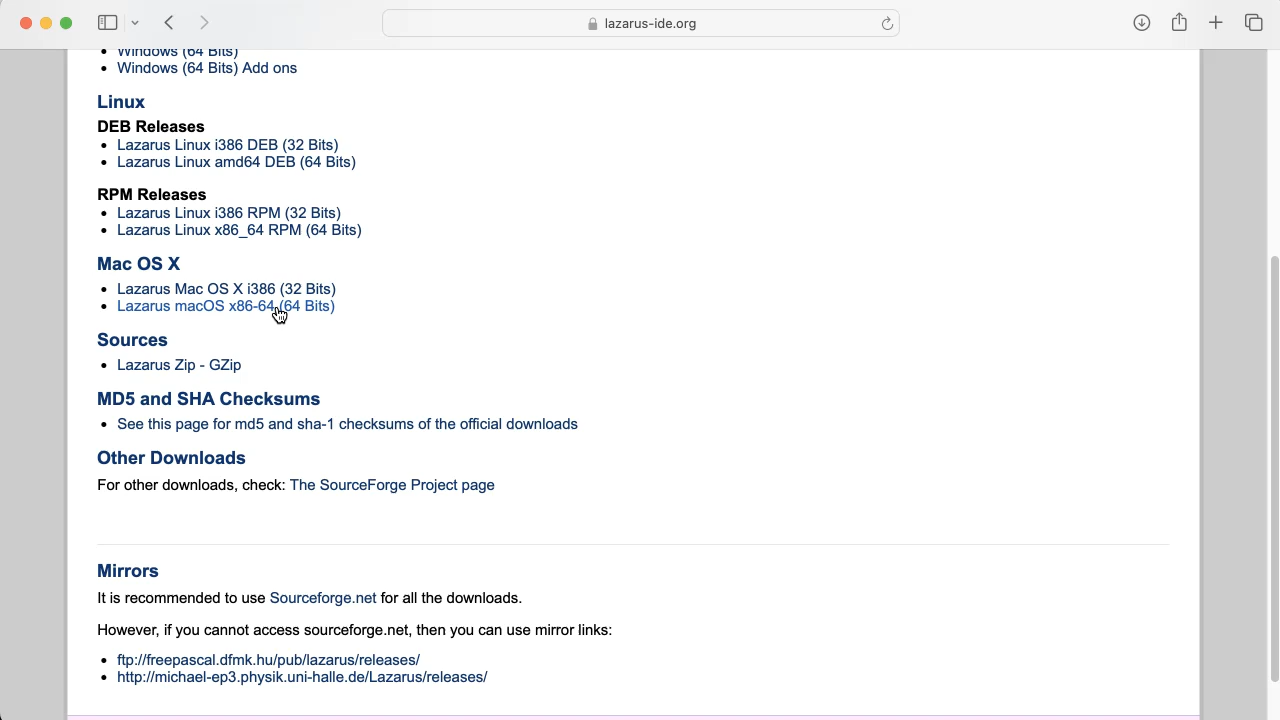 lazarus-ide.org
Windows (64 Bits)
Windows (64 Bits) Add ons
Linux
DEB Releases
Lazarus Linux i386 DEB (32 Bits)
Lazarus Linux amd64 DEB (64 Bits)
RPM Releases
Lazarus Linux i386 RPM (32 Bits)
Lazarus Linux x86_64 RPM (64 Bits)
Mac OS X
Lazarus Mac OS X i386 (32 Bits)
Lazarus macOS x86-64 (64 Bits)
Sources
Lazarus Zip - GZip
MD5 and SHA Checksums
See this page for md5 and sha-1 checksums of the official downloads
Other Downloads
For other downloads, check: The SourceForge Project page
Mirrors
It is recommended to use Sourceforge.net for all the downloads.
However, if you cannot access sourceforge.net, then you can use mirror links:
ftp://freepascal.dfmk.hu/pub/lazarus/releases/
http://michael-ep3.physik.uni-halle.de/Lazarus/releases/